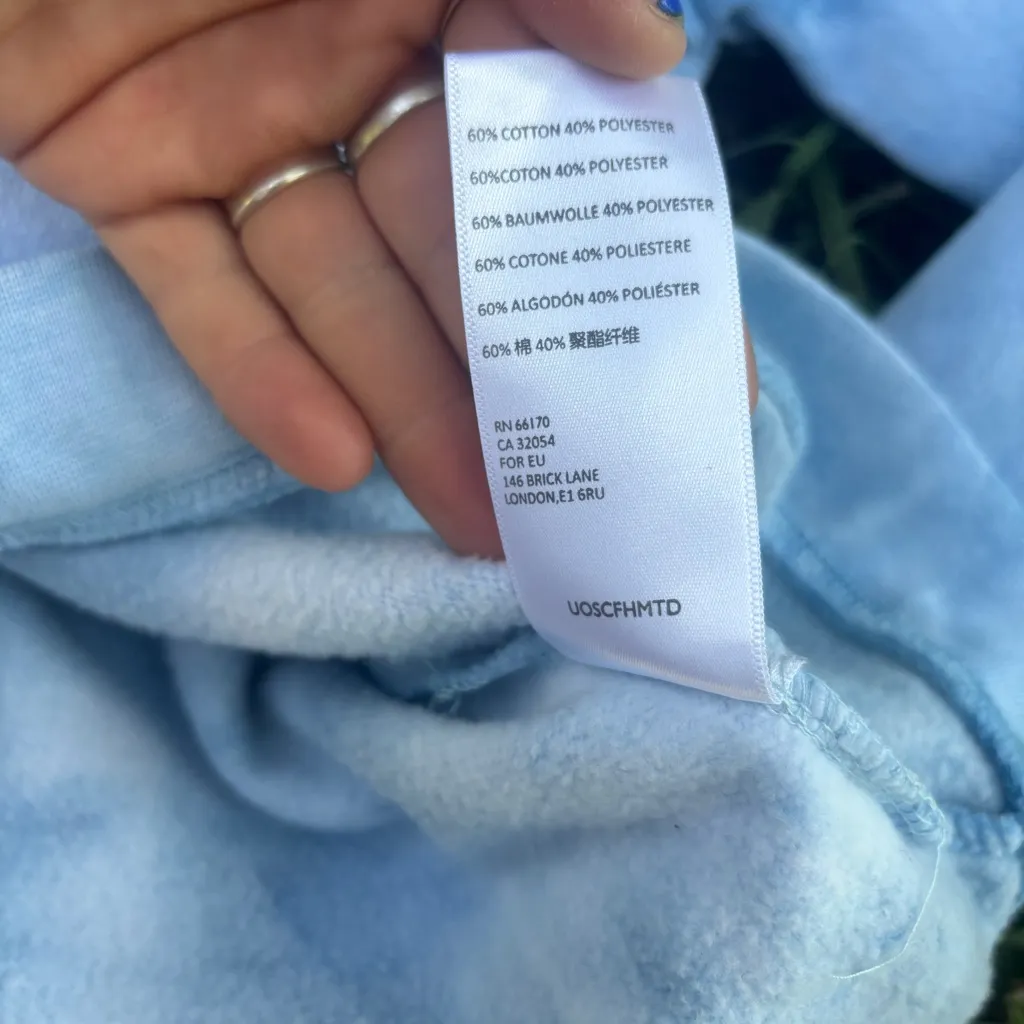 60% COTTON 40% POLYESTER
60%COTON 40% POLYESTER
60% BAUMWOLLE 40% POLYESTER
60% COTONE 40% POLIESTERE
60% ALGODÓN 40% POLIÉSTER
60% 棉 40% 聚酯纤维
RN 66170
CA 32054
FOR EU
146 BRICK LANE
LONDON,E1 6RU
UOSCFHMTD